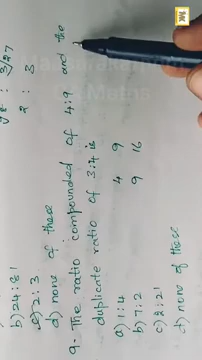 : ∛27
2 : 3
b) 24:81
c) 2:3
d) none of these
9. The ratio compounded of 4:9 and the
duplicate ratio of 3:4 is
4 9
9 16
a) 1:4
b) 7:2
c) 2:21
d) none of these